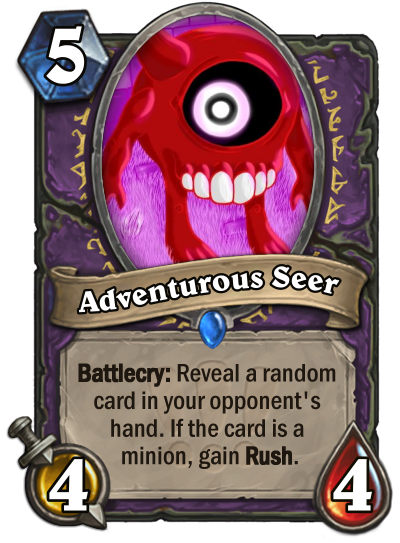 5
Adventurous Seer
Battlecry: Reveal a random
card in your opponent's
hand. If the card is a
minion, gain Rush.
4
4